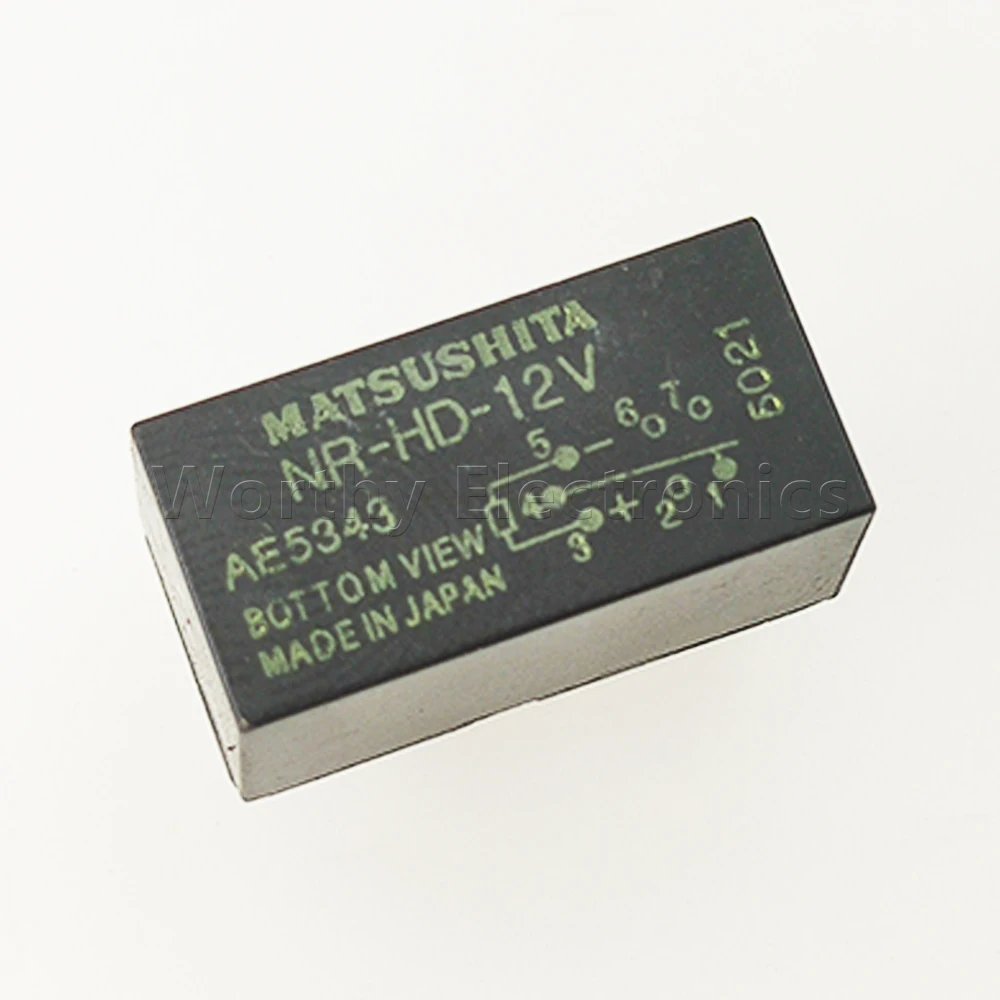 MATSUSHITA
NR-HD-12V
AE5343
BOTTOM VIEW
MADE IN JAPAN
5 6 7
4 + 2 1
3
5021
Worthy Electronics